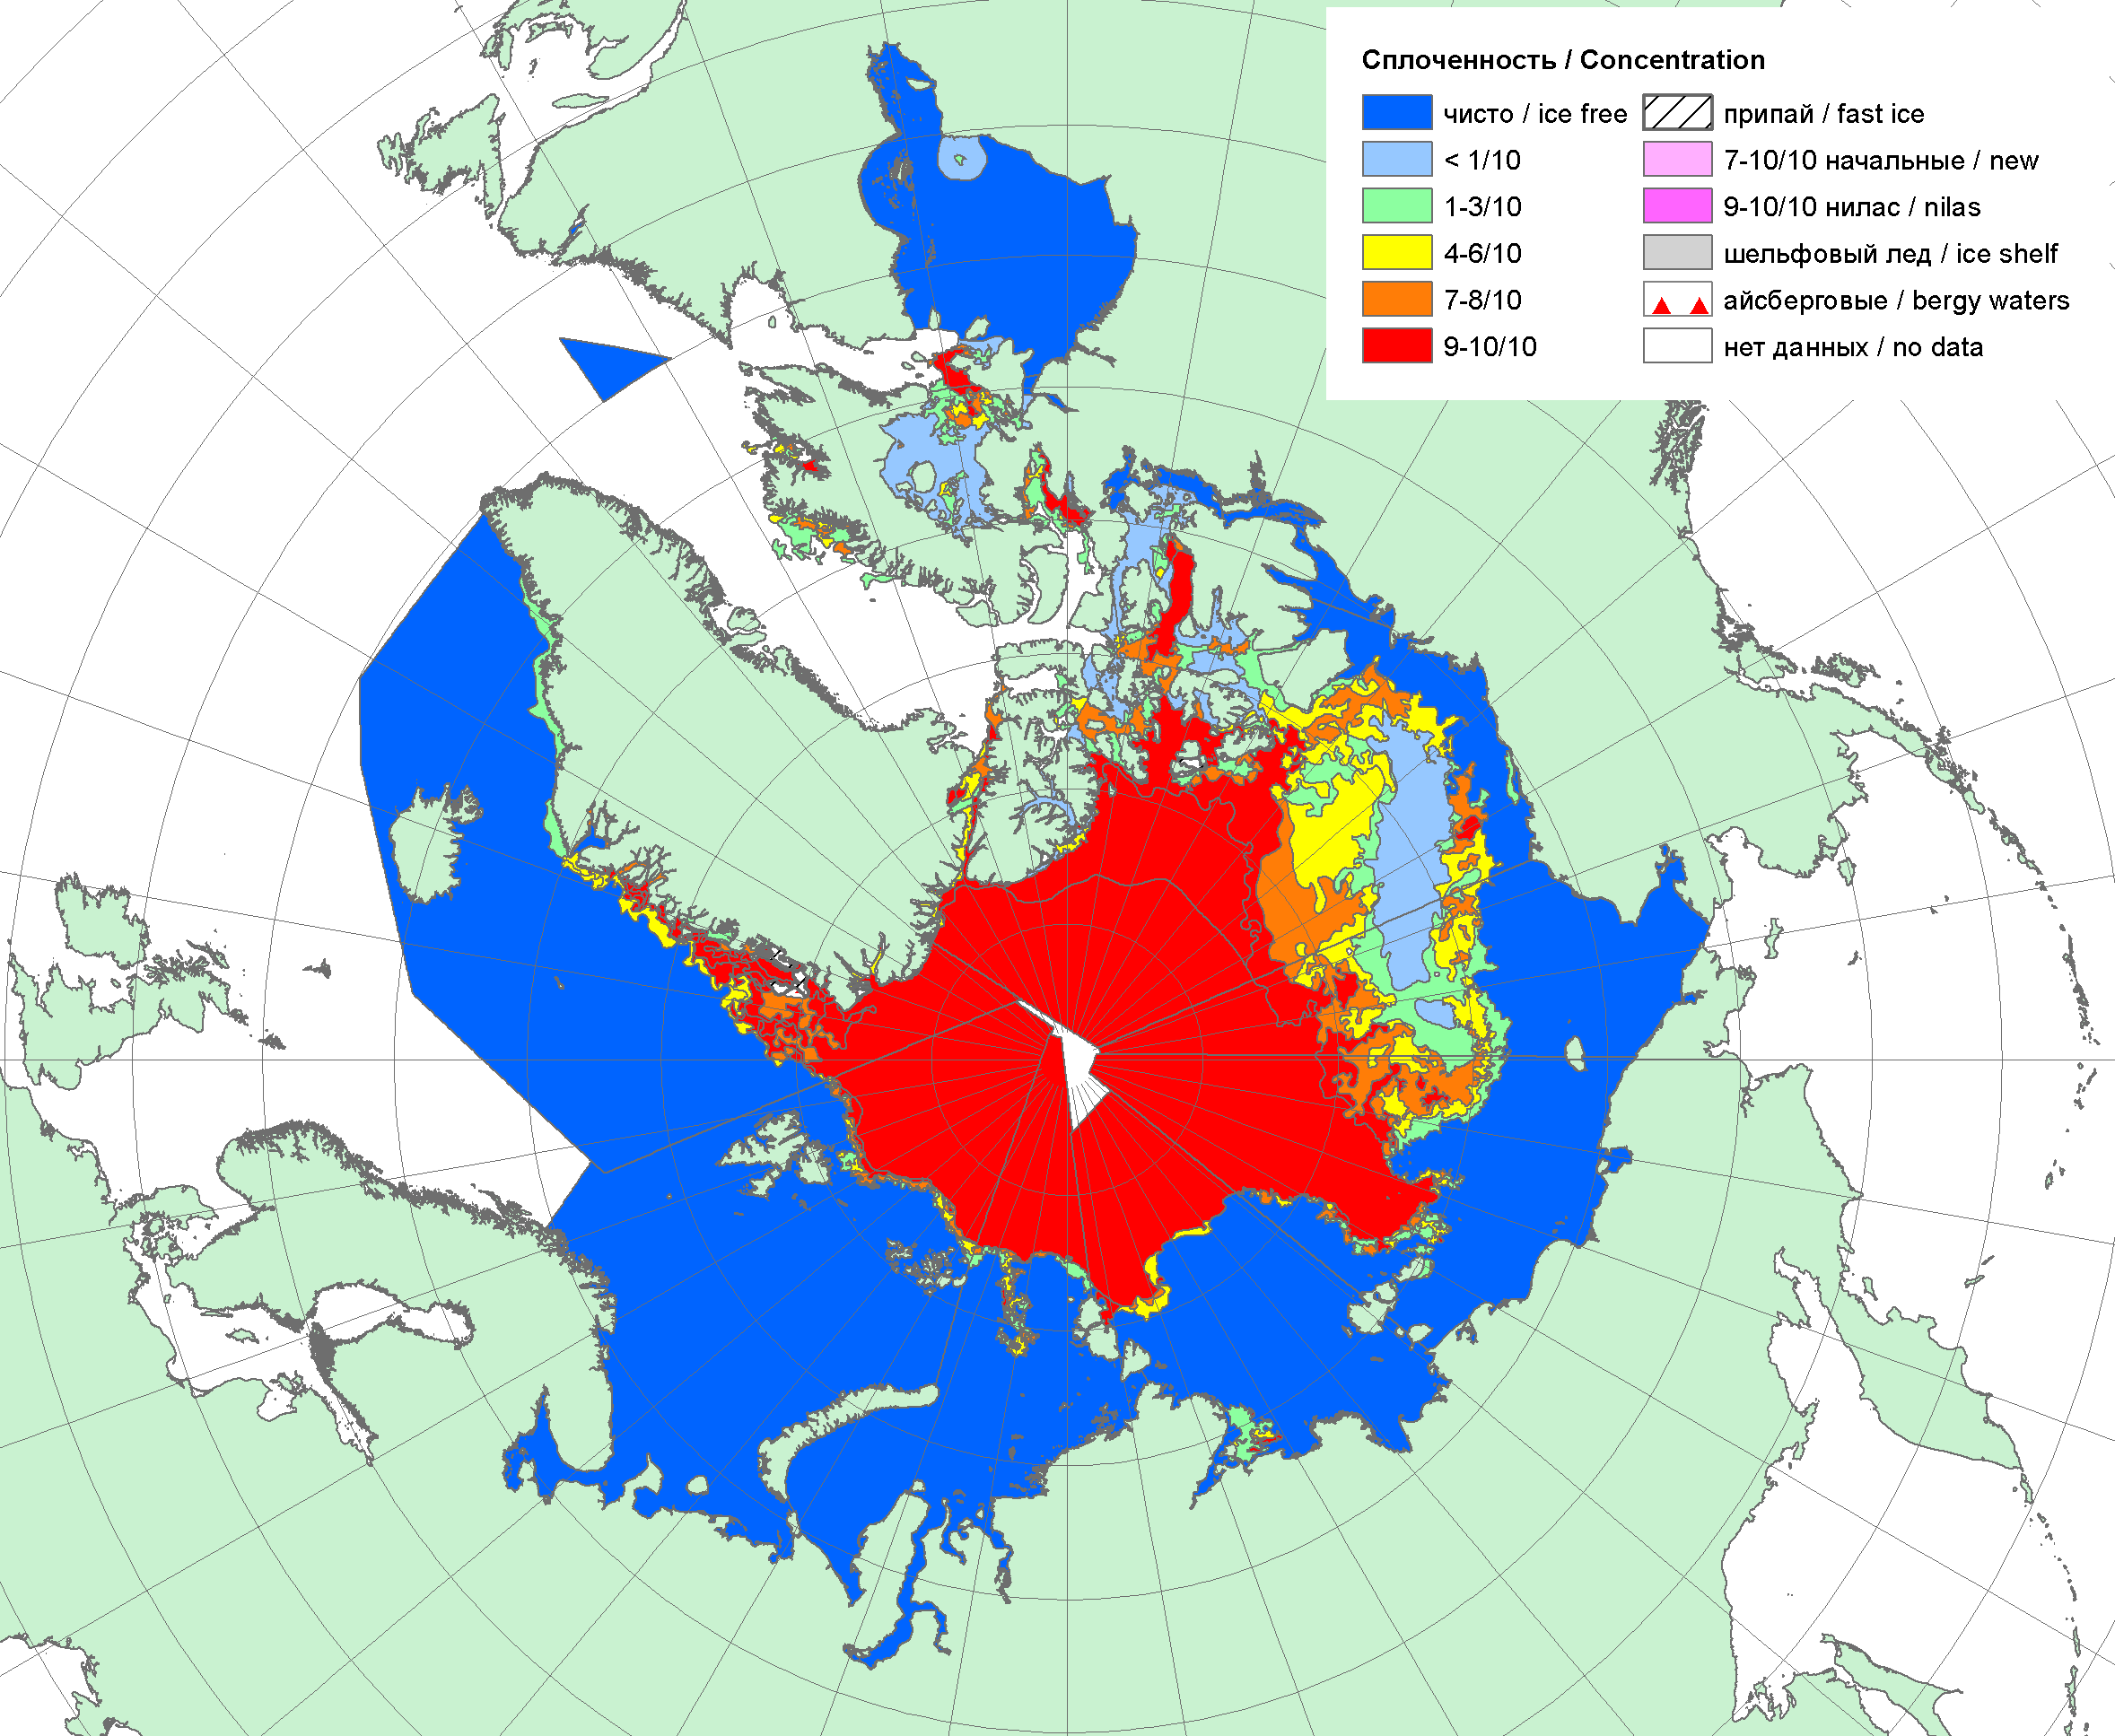 Сплоченность / Concentration
чисто / ice free
< 1/10
1-3/10
4-6/10
7-8/10
9-10/10
припай / fast ice
7-10/10 начальные / new
9-10/10 нилас / nilas
шельфовый лед / ice shelf
айсберговые / bergy waters
нет данных / no data